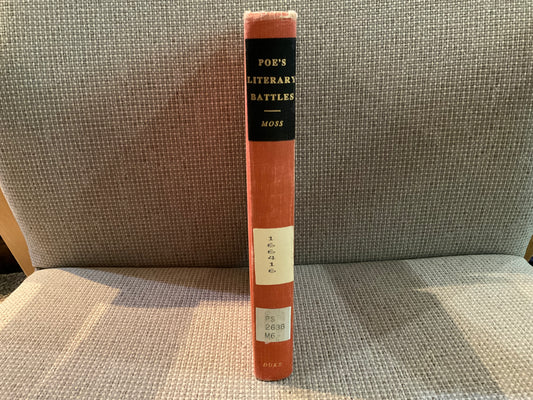 POE'S
LITERARY
BATTLES
MOSS
1
6
6
4
1
6
PS
2638
M6
DUKE